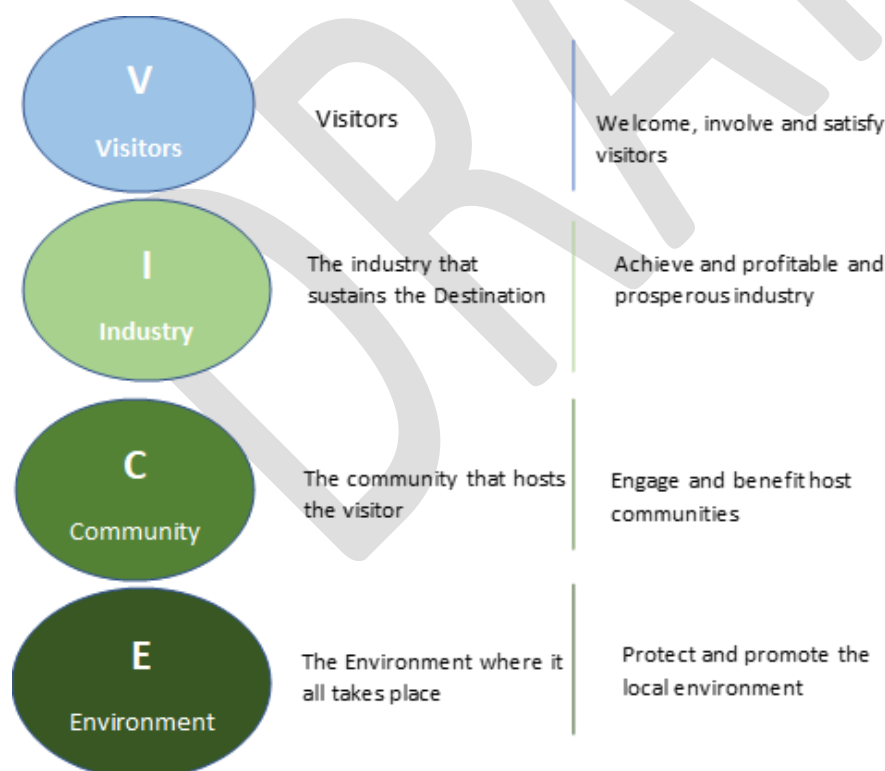 V
Visitors
Visitors
Welcome, involve and satisfy
visitors
I
Industry
The industry that
sustains the Destination
Achieve and profitable and
prosperous industry
C
Community
The community that hosts
the visitor
Engage and benefit host
communities
E
Environment
The Environment where it
all takes place
Protect and promote the
local environment